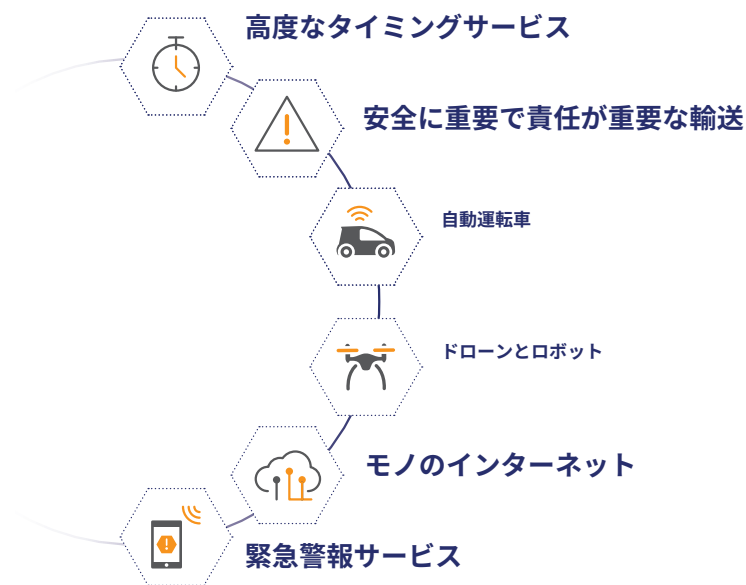 高度なタイミングサービス
安全に重要で責任が重要な輸送
自動運転車
ドローンとロボット
モノのインターネット
緊急警報サービス